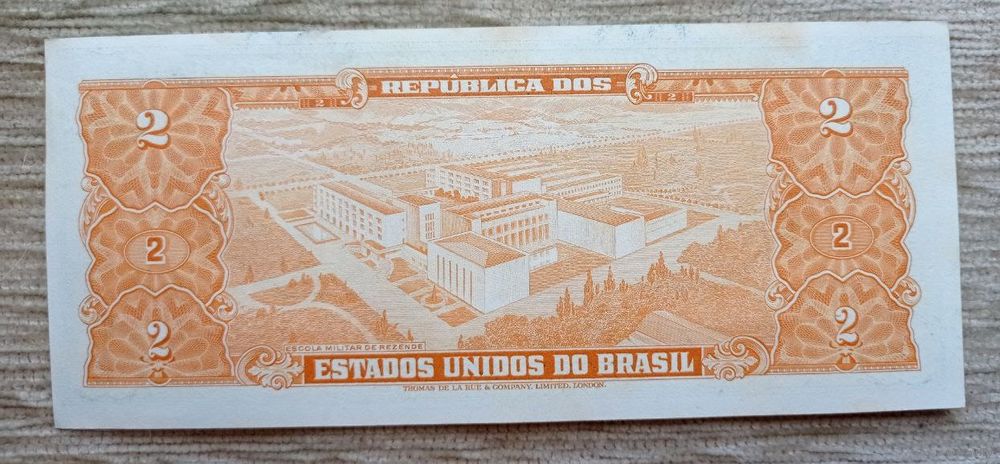 REPÚBLICA DOS
2 2
2 2
2 2
2 2
ESCOLA MILITAR DE REZENDE
ESTADOS UNIDOS DO BRASIL
THOMAS DE LA RUE & COMPANY, LIMITED, LONDON.